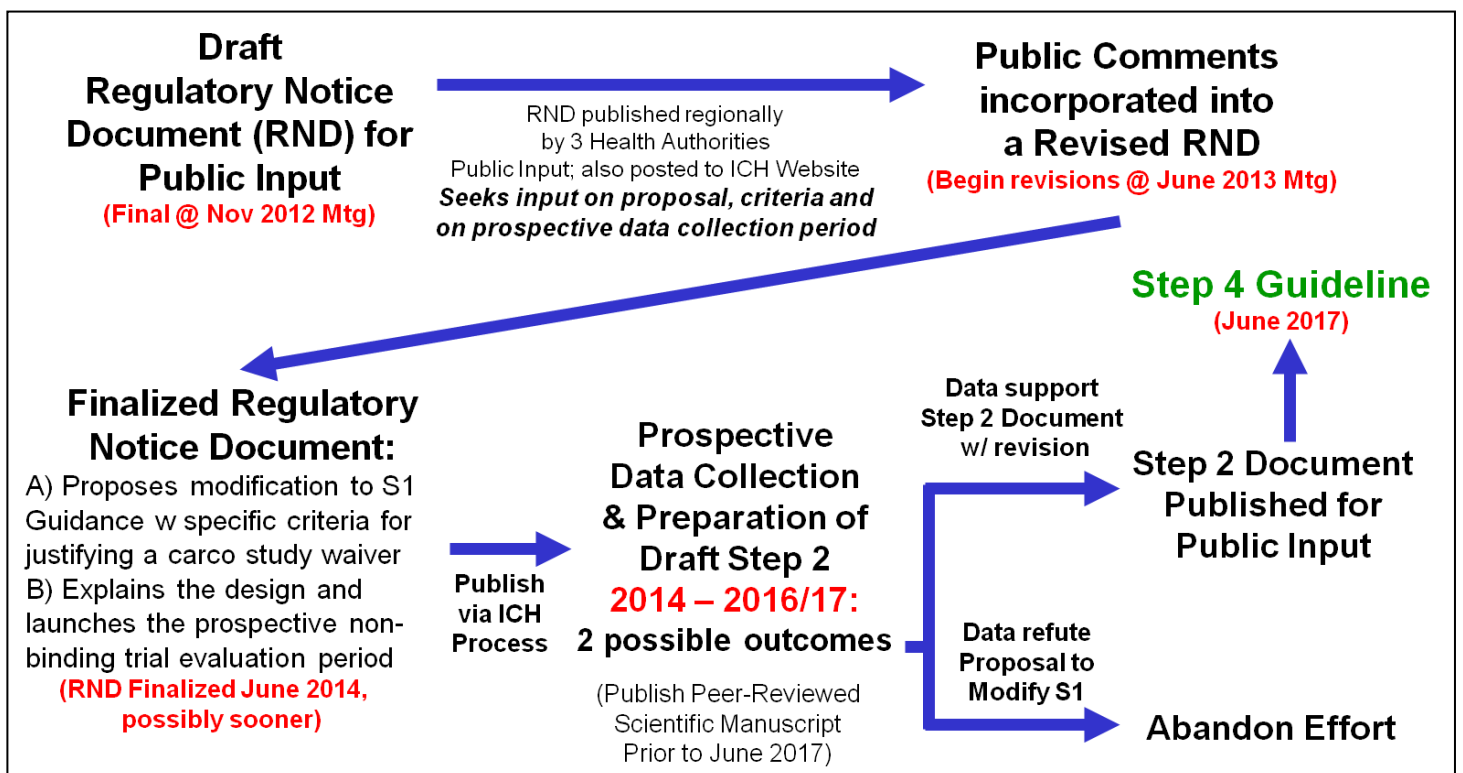 Draft
Regulatory Notice
Document (RND) for
Public Input
(Final @ Nov 2012 Mtg)
RND published regionally
by 3 Health Authorities
Public Input; also posted to ICH Website
Seeks input on proposal, criteria and
on prospective data collection period
Public Comments
incorporated into
a Revised RND
(Begin revisions @ June 2013 Mtg)
Finalized Regulatory
Notice Document:
A) Proposes modification to S1
Guidance w specific criteria for
justifying a carco study waiver
B) Explains the design and
launches the prospective non-
binding trial evaluation period
(RND Finalized June 2014,
possibly sooner)
Publish
via ICH
Process
Prospective
Data Collection
& Preparation of
Draft Step 2
2014 – 2016/17:
2 possible outcomes
(Publish Peer-Reviewed
Scientific Manuscript
Prior to June 2017)
Data support
Step 2 Document
w/ revision
Step 2 Document
Published for
Public Input
Step 4 Guideline
(June 2017)
Data refute
Proposal to
Modify S1
Abandon Effort